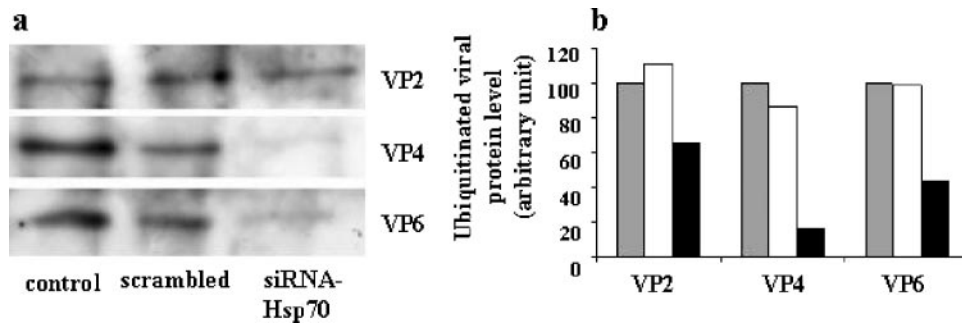 a
VP2
VP4
VP6
control scrambled siRNA-
Hsp70
b
Ubiquitinated viral
protein level
(arbitrary unit)
120
100
80
60
40
20
0
VP2 VP4 VP6